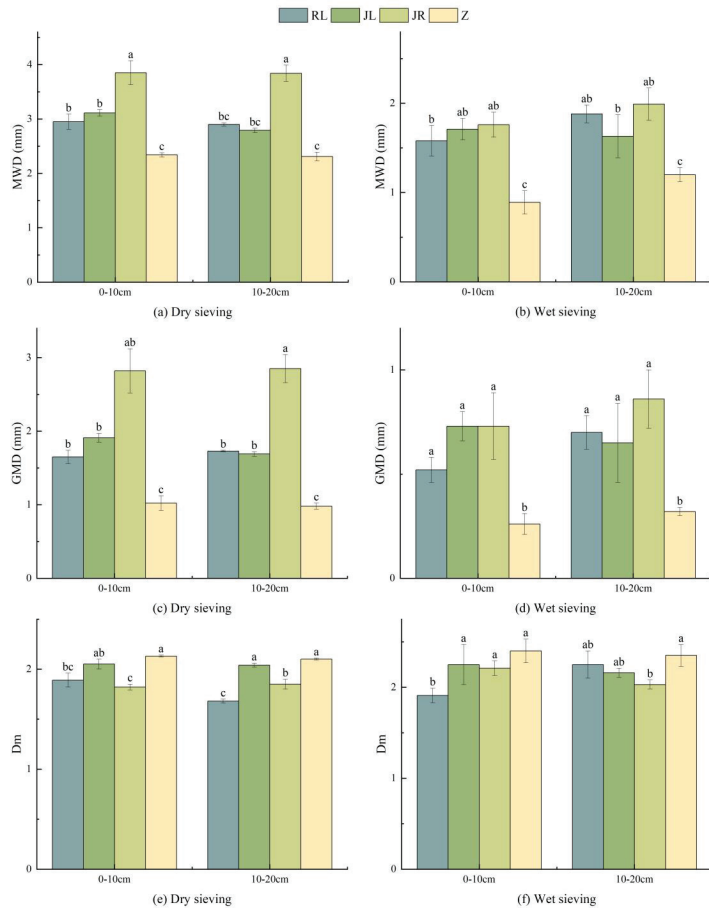 RL JL JR Z
a
b b
c
b b
c
0-10cm 10-20cm
MWD (mm)
0 1 2 3 4
a
b b c
bc bc c
(a) Dry sieving
MWD (mm)
0 1 2
b ab ab c
ab b ab c
0-10cm 10-20cm
(b) Wet sieving
GMD (mm)
0 1 2 3
b b ab c
b b a c
0-10cm 10-20cm
(c) Dry sieving
GMD (mm)
0 1
a a a b
a a a b
0-10cm 10-20cm
(d) Wet sieving
Dm
0 1 2
bc ab c a
c a b a
0-10cm 10-20cm
(e) Dry sieving
Dm
0 1 2
b a a a
ab ab b a
0-10cm 10-20cm
(f) Wet sieving